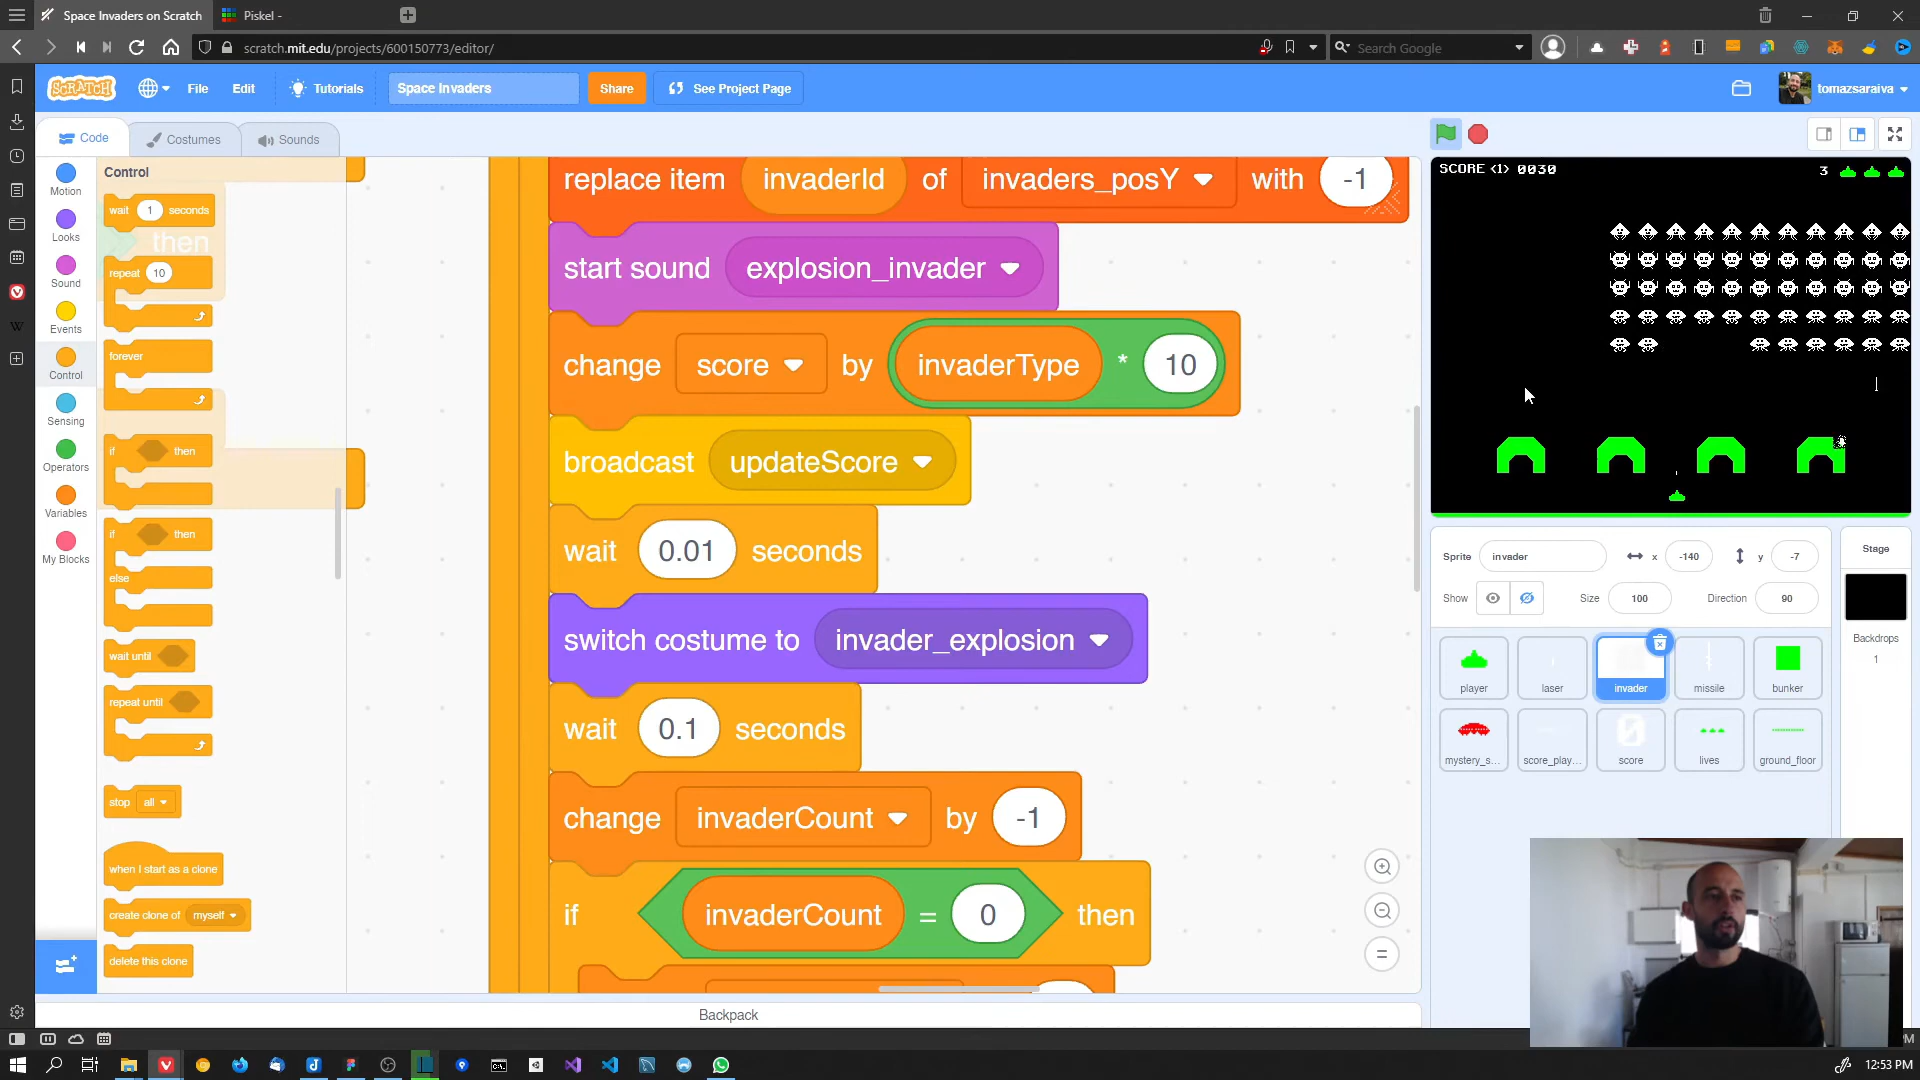 Space Invaders on Scratch
Piskel -
scratch.mit.edu/projects/600150773/editor/
Search Google
SCRATCH
File
Edit
Tutorials
Space Invaders
Share
See Project Page
tomazsaraiva
Code
Costumes
Sounds
Motion
Looks
Sound
Events
Control
Sensing
Operators
Variables
My Blocks
Control
wait 1 seconds
then
repeat 10
forever
if then
if then
else
wait until
repeat until
stop all
when I start as a clone
create clone of myself
delete this clone
replace item invaderId of invaders_posY with -1
start sound explosion_invader
change score by invaderType * 10
broadcast updateScore
wait 0.01 seconds
switch costume to invader_explosion
wait 0.1 seconds
change invaderCount by -1
if invaderCount = 0 then
Backpack
SCORE <1> 0030
3
Sprite invader x -140 y -7
Show Size 100 Direction 90
player
laser
invader
missile
bunker
mystery_s...
score_play...
score
lives
ground_floor
Stage
Backdrops
1
12:53 PM